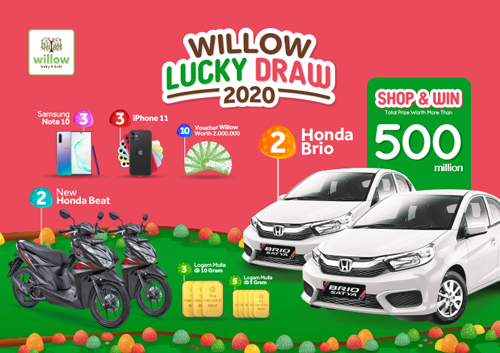 willow
baby & kids
WILLOW
LUCKY DRAW
2020
Samsung
Note 10
3
3
iPhone 11
10
Voucher Willow
Worth 2.000.000
2
Honda
Brio
SHOP & WIN
Total Prize Worth More Than
500
million
2
New
Honda Beat
3
Logam Mulia
@ 10 Gram
5
Logam Mulia
@ 5 Gram
BRIO
SATYA
BRIO
SATYA